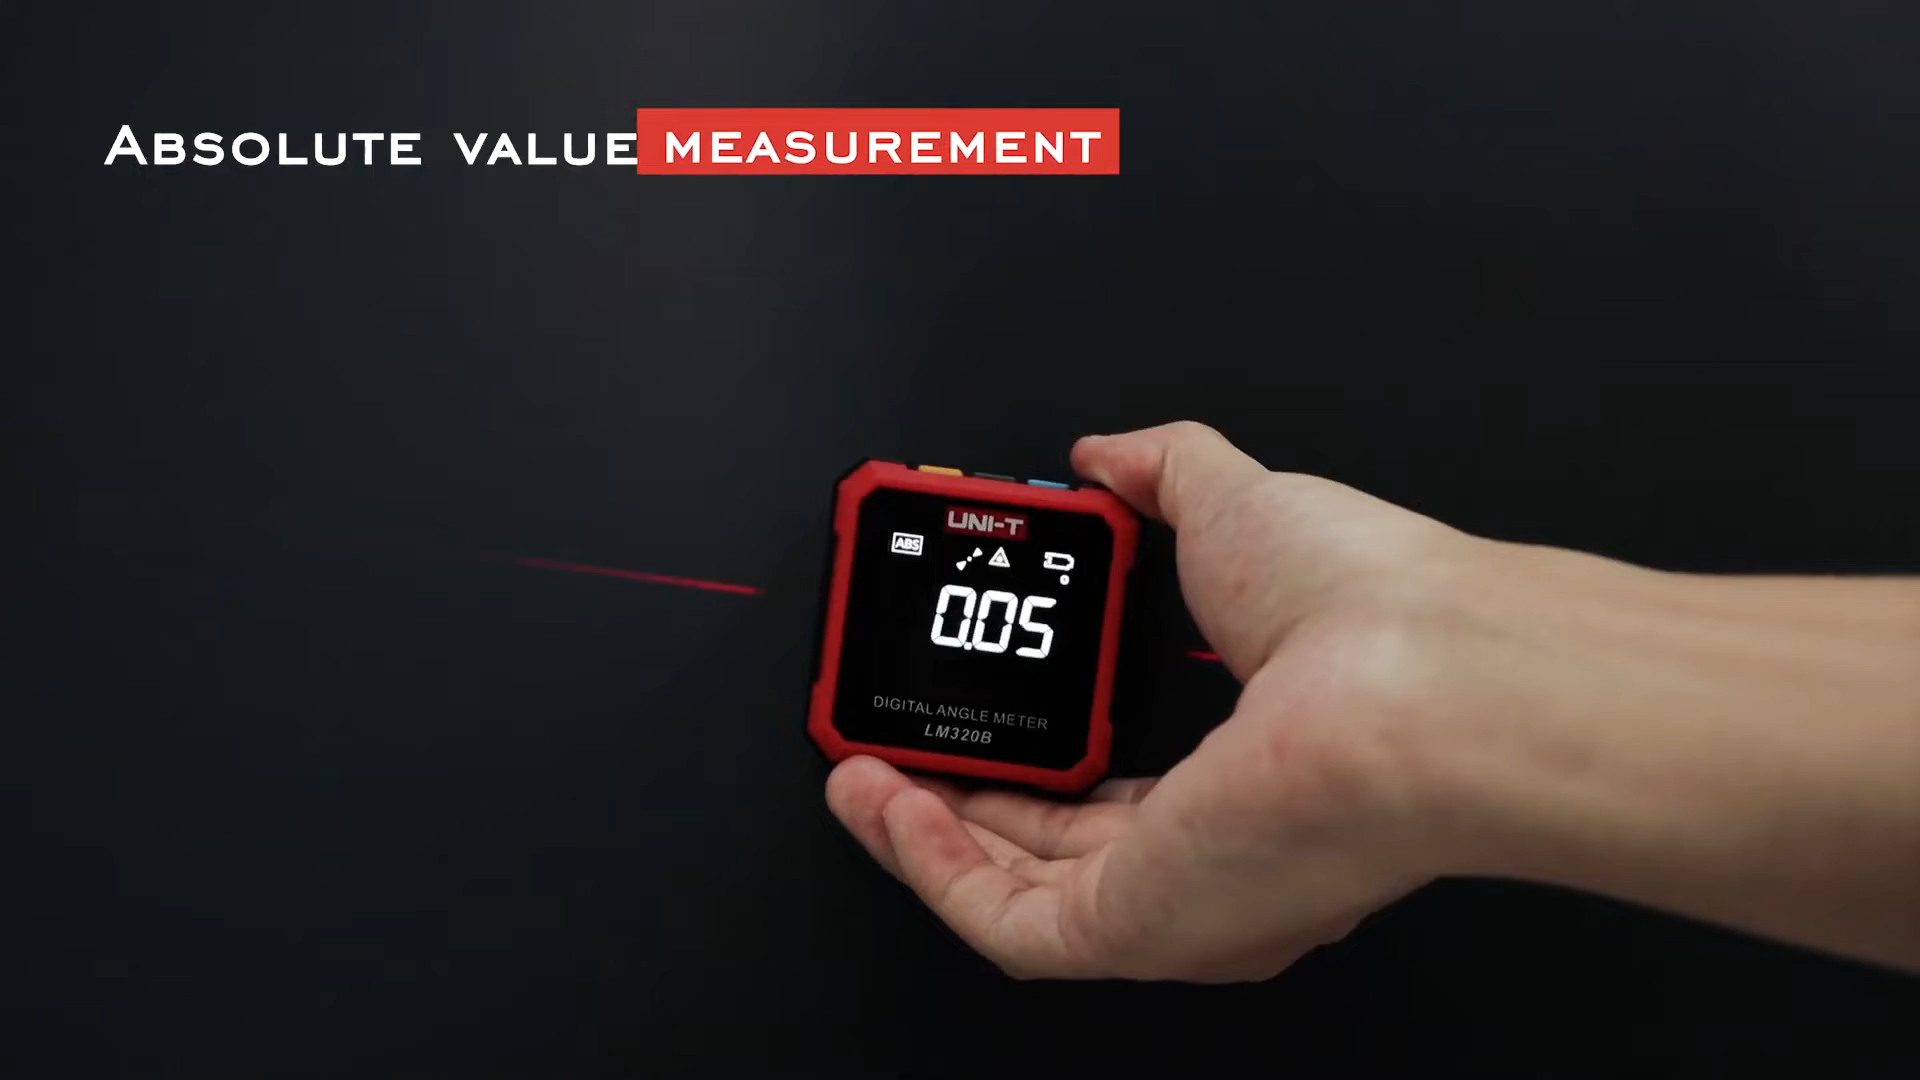 ABSOLUTE VALUE MEASUREMENT
UNI-T
ABS
0.05
DIGITAL ANGLE METER
LM320B